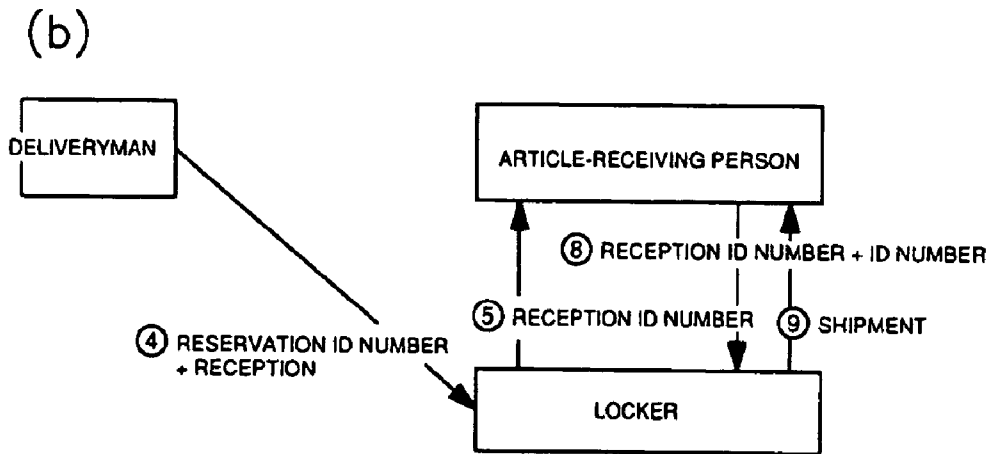 (b)
DELIVERYMAN
ARTICLE-RECEIVING PERSON
⑧ RECEPTION ID NUMBER + ID NUMBER
⑤ RECEPTION ID NUMBER
⑨ SHIPMENT
④ RESERVATION ID NUMBER
+ RECEPTION
LOCKER